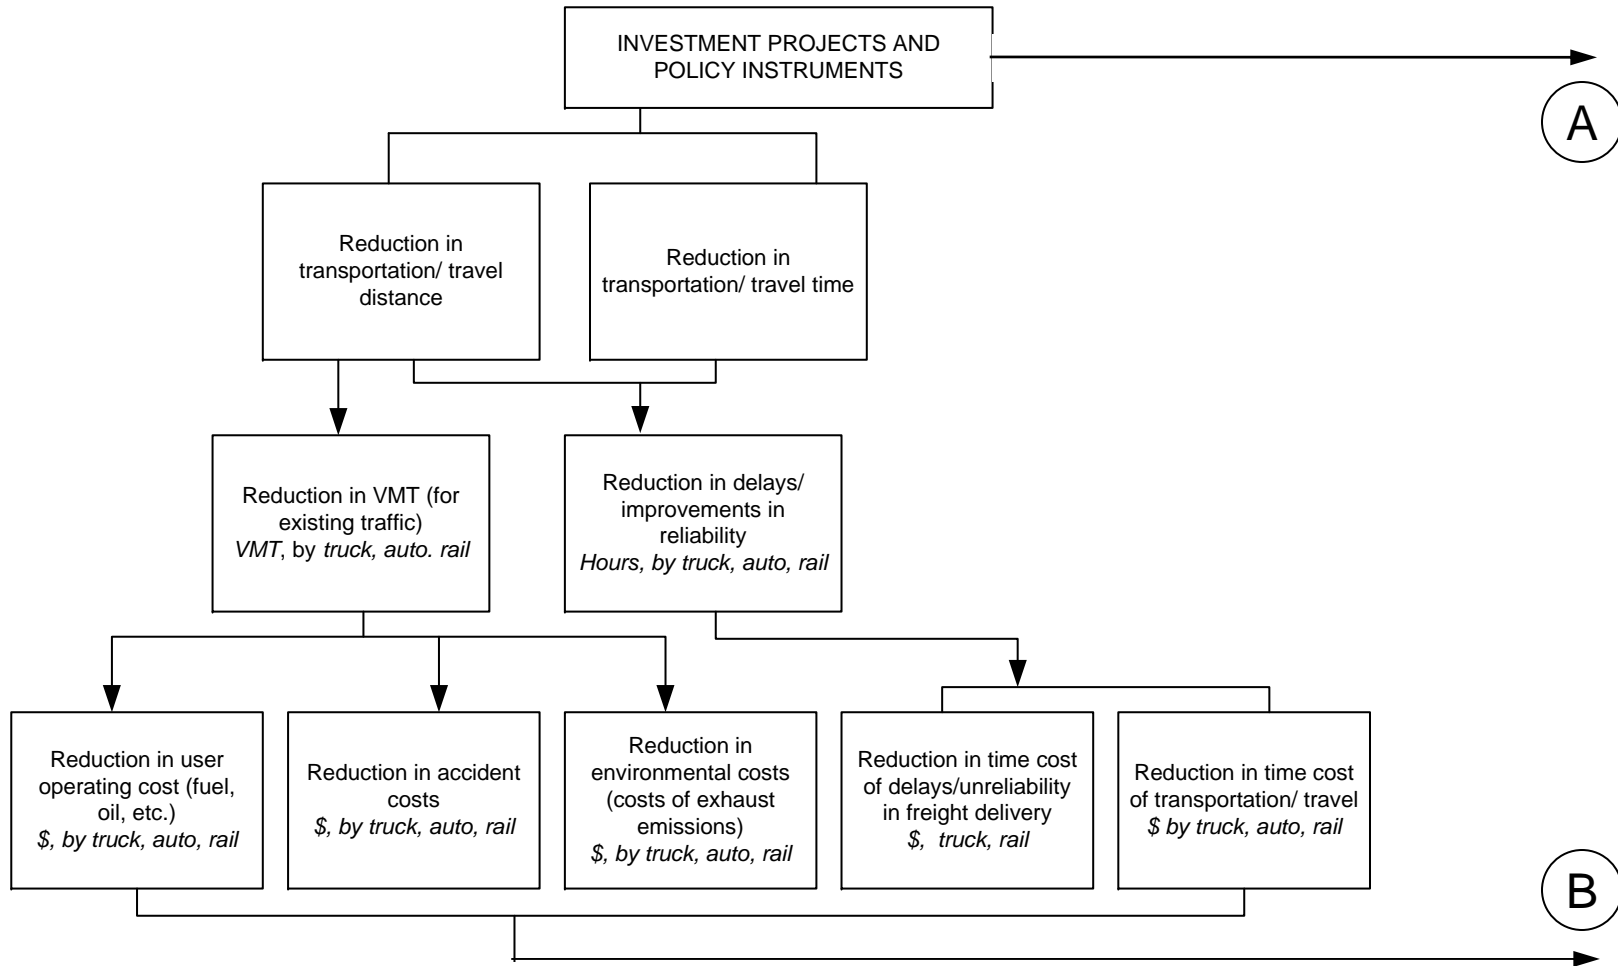 INVESTMENT PROJECTS AND
POLICY INSTRUMENTS
A
Reduction in
transportation/ travel
distance
Reduction in
transportation/ travel time
Reduction in VMT (for
existing traffic)
VMT, by truck, auto. rail
Reduction in delays/
improvements in
reliability
Hours, by truck, auto, rail
Reduction in user
operating cost (fuel,
oil, etc.)
$, by truck, auto, rail
Reduction in accident
costs
$, by truck, auto, rail
Reduction in
environmental costs
(costs of exhaust
emissions)
$, by truck, auto, rail
Reduction in time cost
of delays/unreliability
in freight delivery
$, truck, rail
Reduction in time cost
of transportation/ travel
$ by truck, auto, rail
B